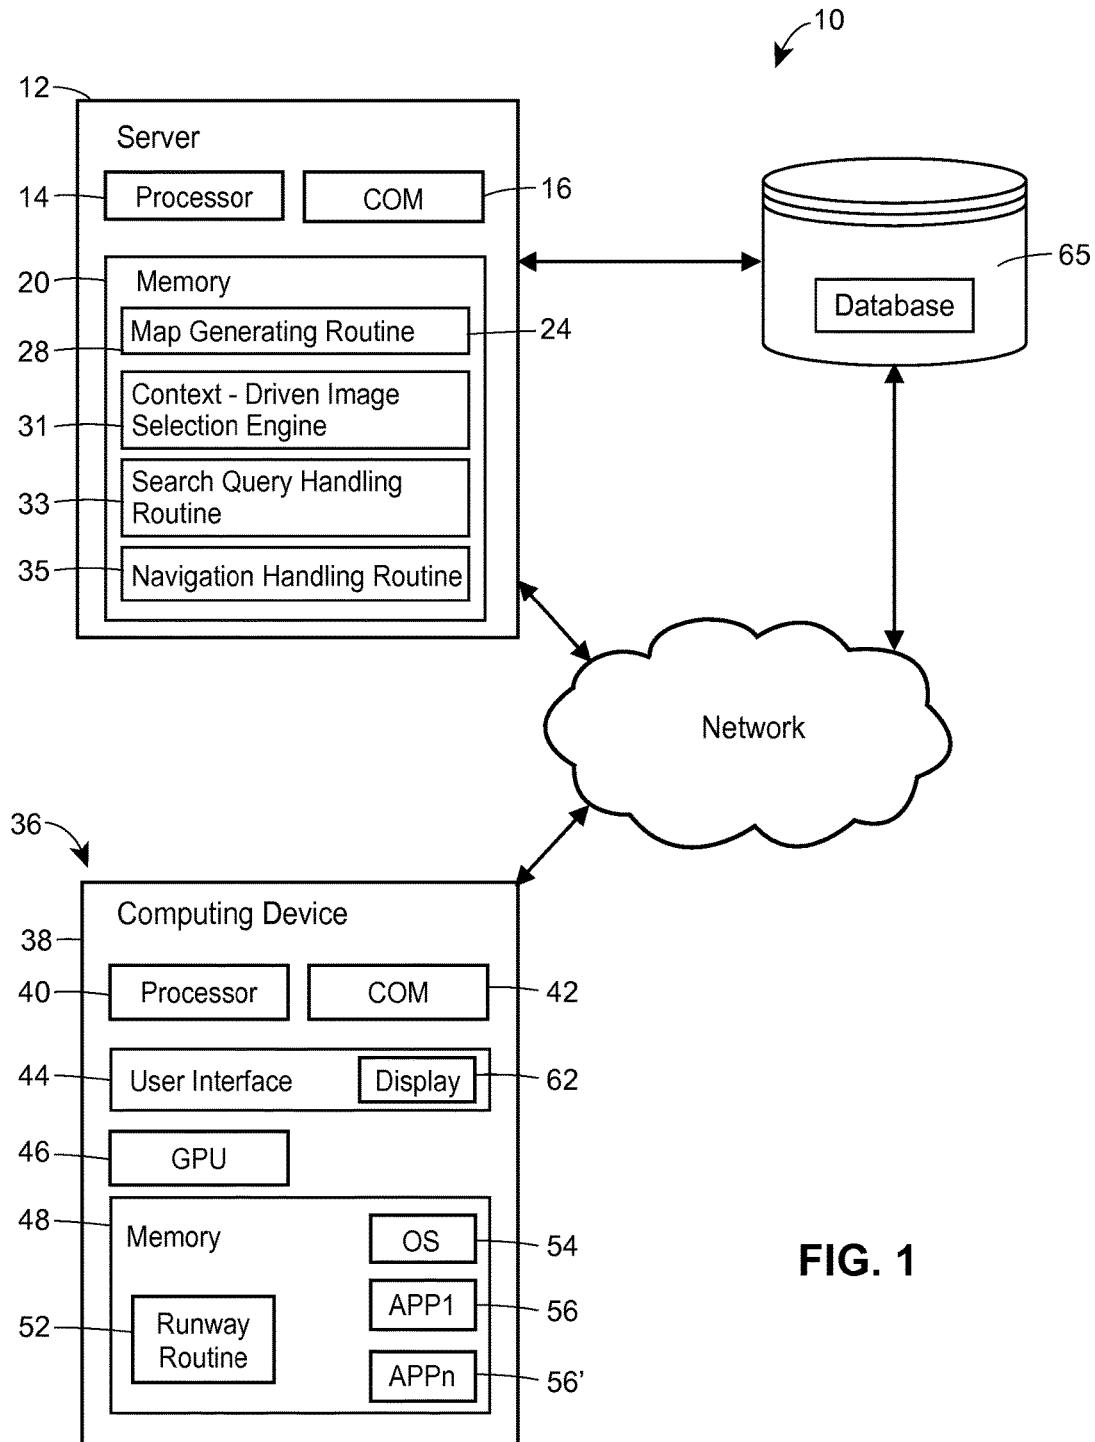 10
12
Server
14
Processor
COM
16
20
Memory
65
Database
Map Generating Routine
24
28
Context - Driven Image
Selection Engine
31
Search Query Handling
Routine
33
35
Navigation Handling Routine
Network
36
Computing Device
38
40
Processor
COM
42
44
User Interface
Display
62
46
GPU
48
Memory
OS
54
FIG. 1
APP1
56
52
Runway
Routine
APPn
56’